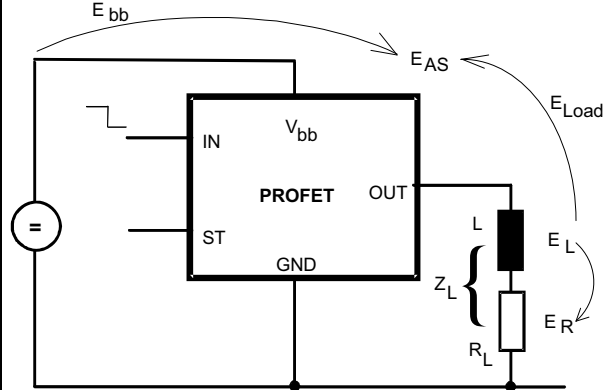 E bb
E AS
E Load
IN
V bb
PROFET
OUT
ST
GND
=
L
E L
Z L
{
E R
R L